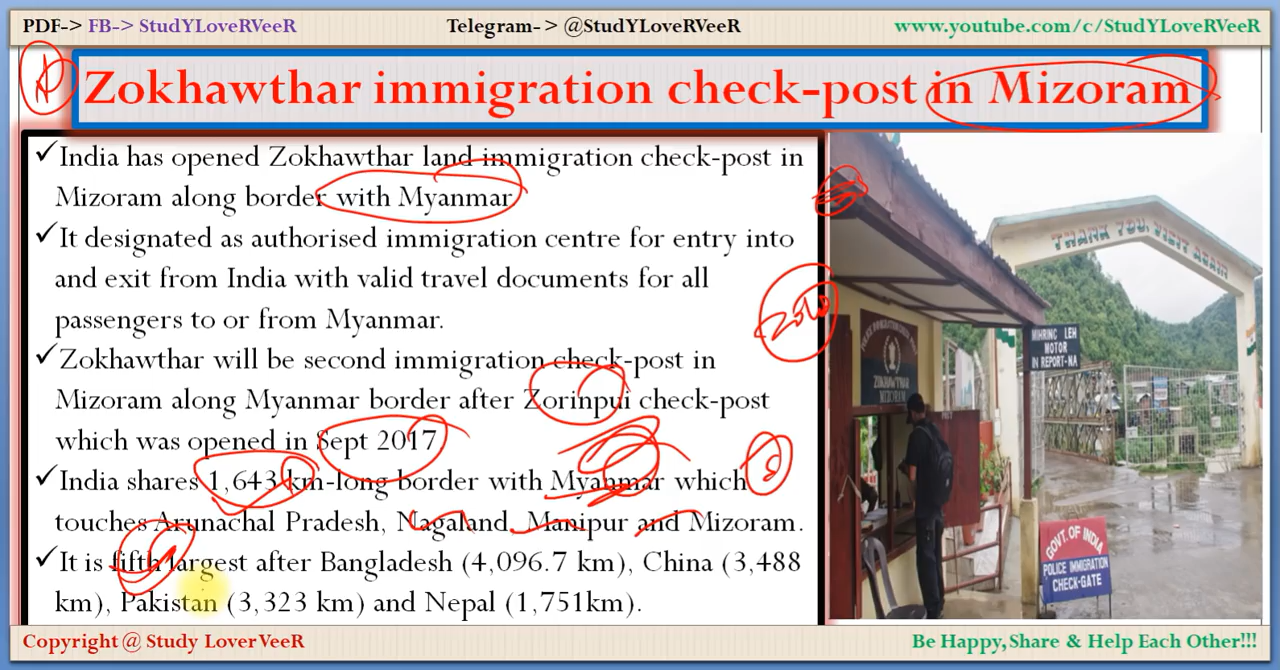 PDF-> FB-> StudYLoveRVeeR Telegram-> @StudYLoveRVeeR www.youtube.com/c/StudYLoveRVeeR
A
Zokhawthar immigration check-post in Mizoram
✓India has opened Zokhawthar land immigration check-post in
Mizoram along border with Myanmar
✓It designated as authorised immigration centre for entry into
and exit from India with valid travel documents for all
passengers to or from Myanmar.
✓Zokhawthar will be second immigration check-post in
Mizoram along Myanmar border after Zorinpui check-post
which was opened in Sept 2017
✓India shares 1,643 km-long border with Myanmar which
touches Arunachal Pradesh, Nagaland, Manipur and Mizoram.
✓It is fifth largest after Bangladesh (4,096.7 km), China (3,488
km), Pakistan (3,323 km) and Nepal (1,751km).
THANK YOU, VISIT AGAIN
MIHRING LEH
MOTOR
IN REPORT-NA
ZOKHAWTHAR
MIZORAM
GOVT. OF INDIA
POLICE IMMIGRATION
CHECK-GATE
Copyright @ Study LoverVeeR Be Happy, Share & Help Each Other!!!